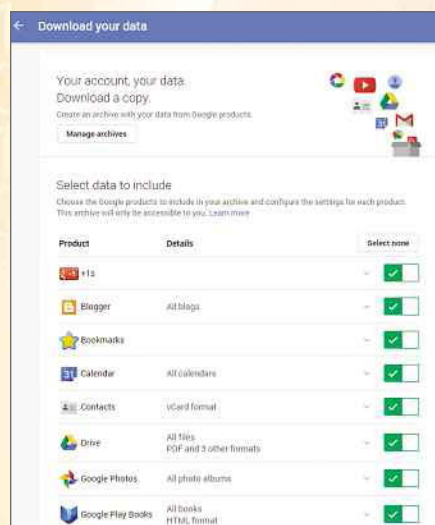 Download your data
Your account, your data.
Download a copy.
Create an archive with your data from Google products.
Manage archives
Select data to include
Choose the Google products to include in your archive and configure the settings for each product.
This archive will only be accessible to you. Learn more
Product Details Select none
+1s
Blogger All blogs
Bookmarks
Calendar All calendars
Contacts vCard format
Drive All files
PDF and 3 other formats
Google Photos All photo albums
Google Play Books All books
HTML format